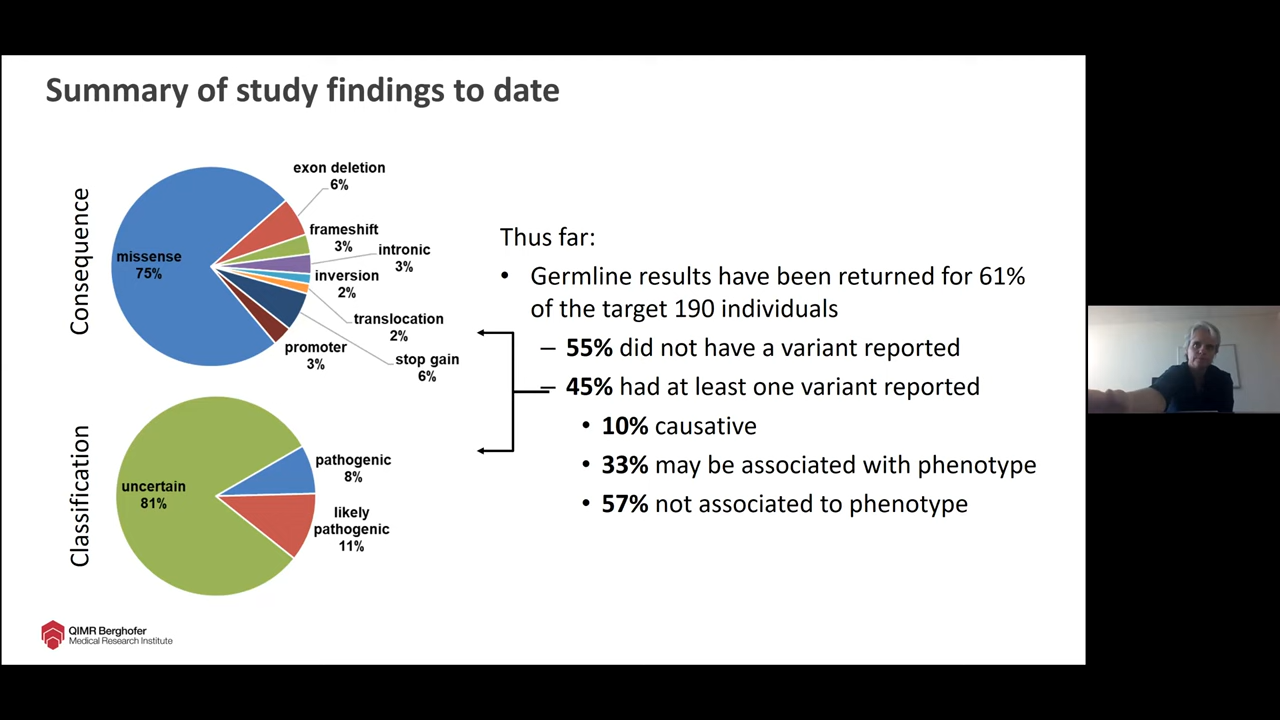 Summary of study findings to date
Consequence
exon deletion
6%
frameshift
3%
intronic
3%
missense
75%
inversion
2%
translocation
2%
promoter
3%
stop gain
6%
Classification
pathogenic
8%
uncertain
81%
likely
pathogenic
11%
Thus far:
• Germline results have been returned for 61%
of the target 190 individuals
– 55% did not have a variant reported
– 45% had at least one variant reported
• 10% causative
• 33% may be associated with phenotype
• 57% not associated to phenotype
QIMR Berghofer
Medical Research Institute